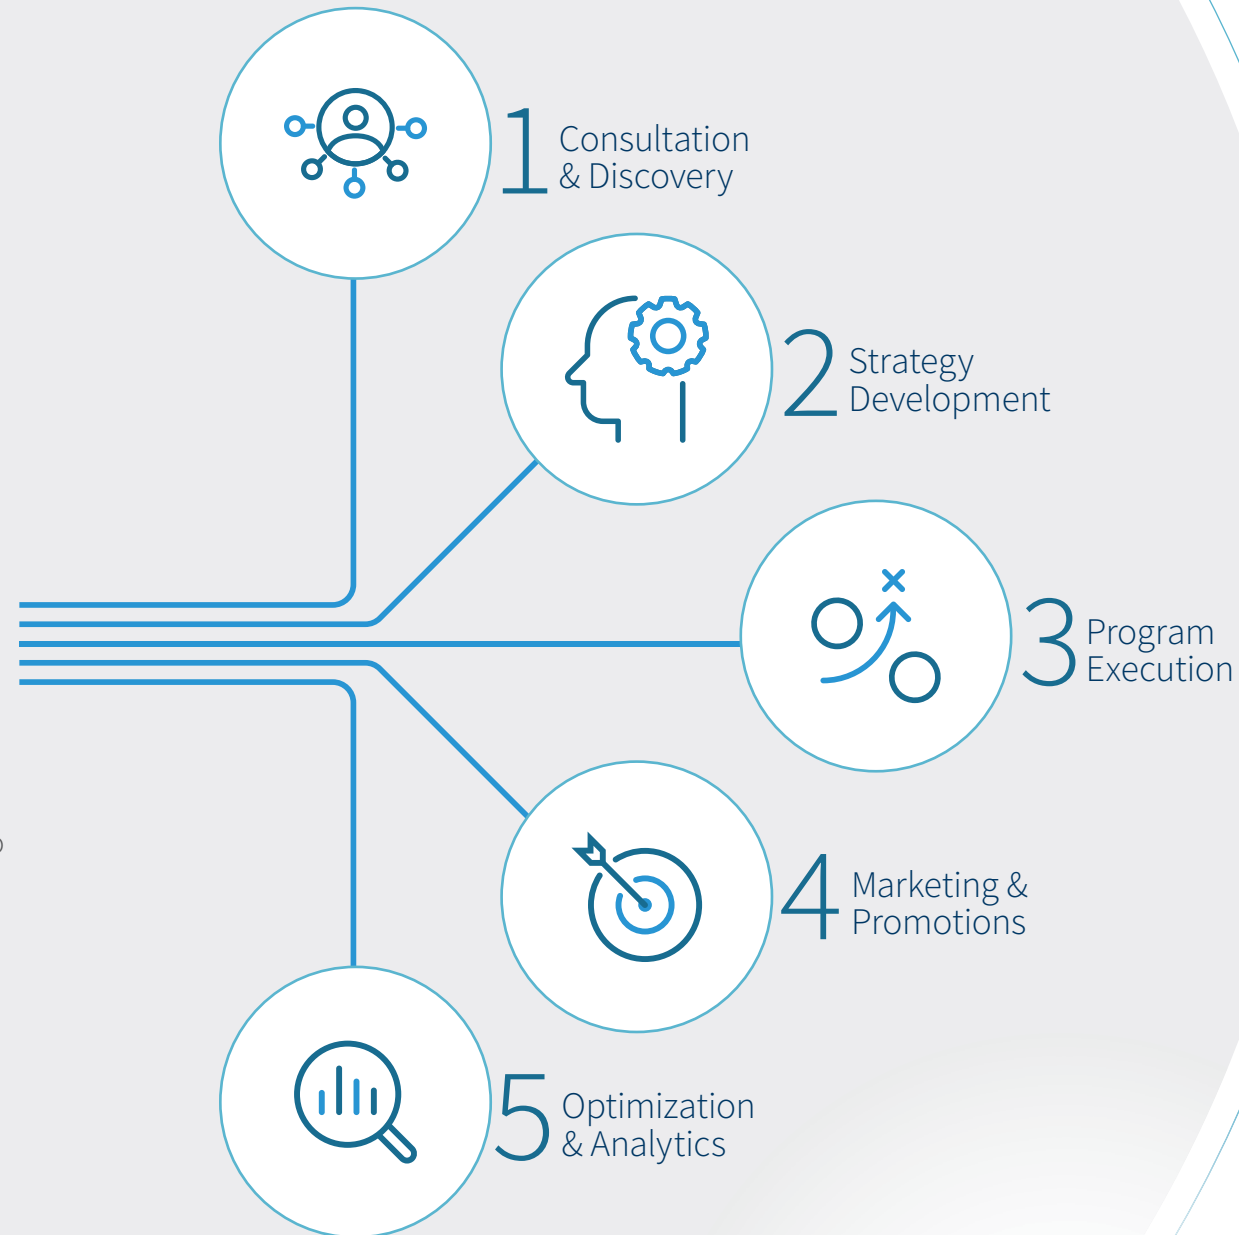 1
Consultation
& Discovery
2
Strategy
Development
3
Program
Execution
4
Marketing &
Promotions
5
Optimization
& Analytics